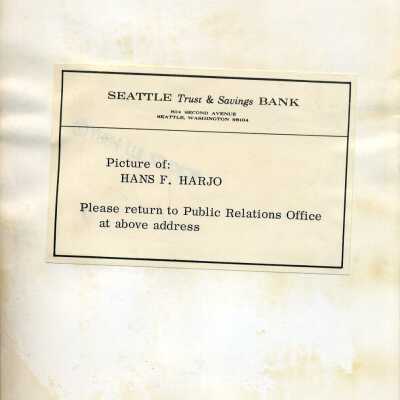 SEATTLE Trust & Savings BANK
804 SECOND AVENUE
SEATTLE, WASHINGTON 98104
Picture of:
HANS F. HARJO
Please return to Public Relations Office
at above address